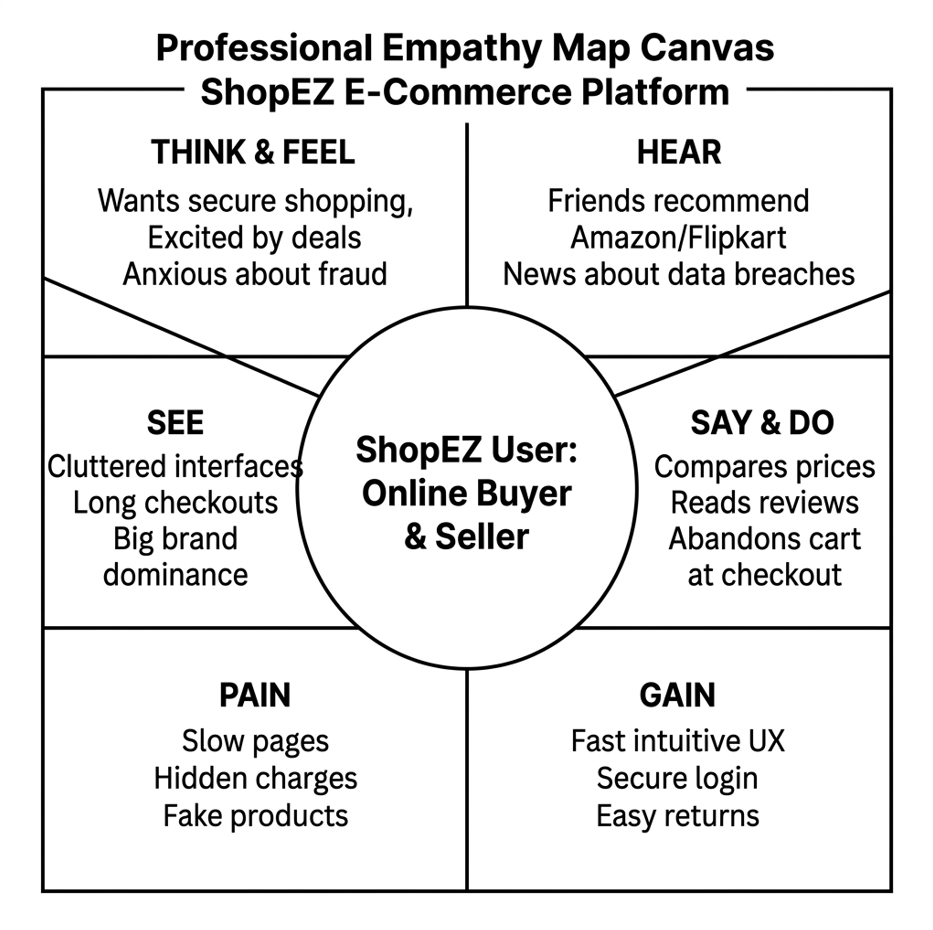 Professional Empathy Map Canvas
ShopEZ E-Commerce Platform
THINK & FEEL
Wants secure shopping,
Excited by deals
Anxious about fraud
HEAR
Friends recommend
Amazon/Flipkart
News about data breaches
SEE
Cluttered interfaces
Long checkouts
Big brand
dominance
ShopEZ User:
Online Buyer
& Seller
SAY & DO
Compares prices
Reads reviews
Abandons cart
at checkout
PAIN
Slow pages
Hidden charges
Fake products
GAIN
Fast intuitive UX
Secure login
Easy returns